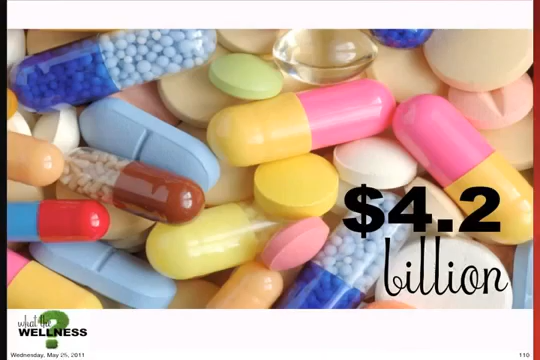 $4.2
billion
what the
WELLNESS
?
Wednesday, May 25, 2011
110